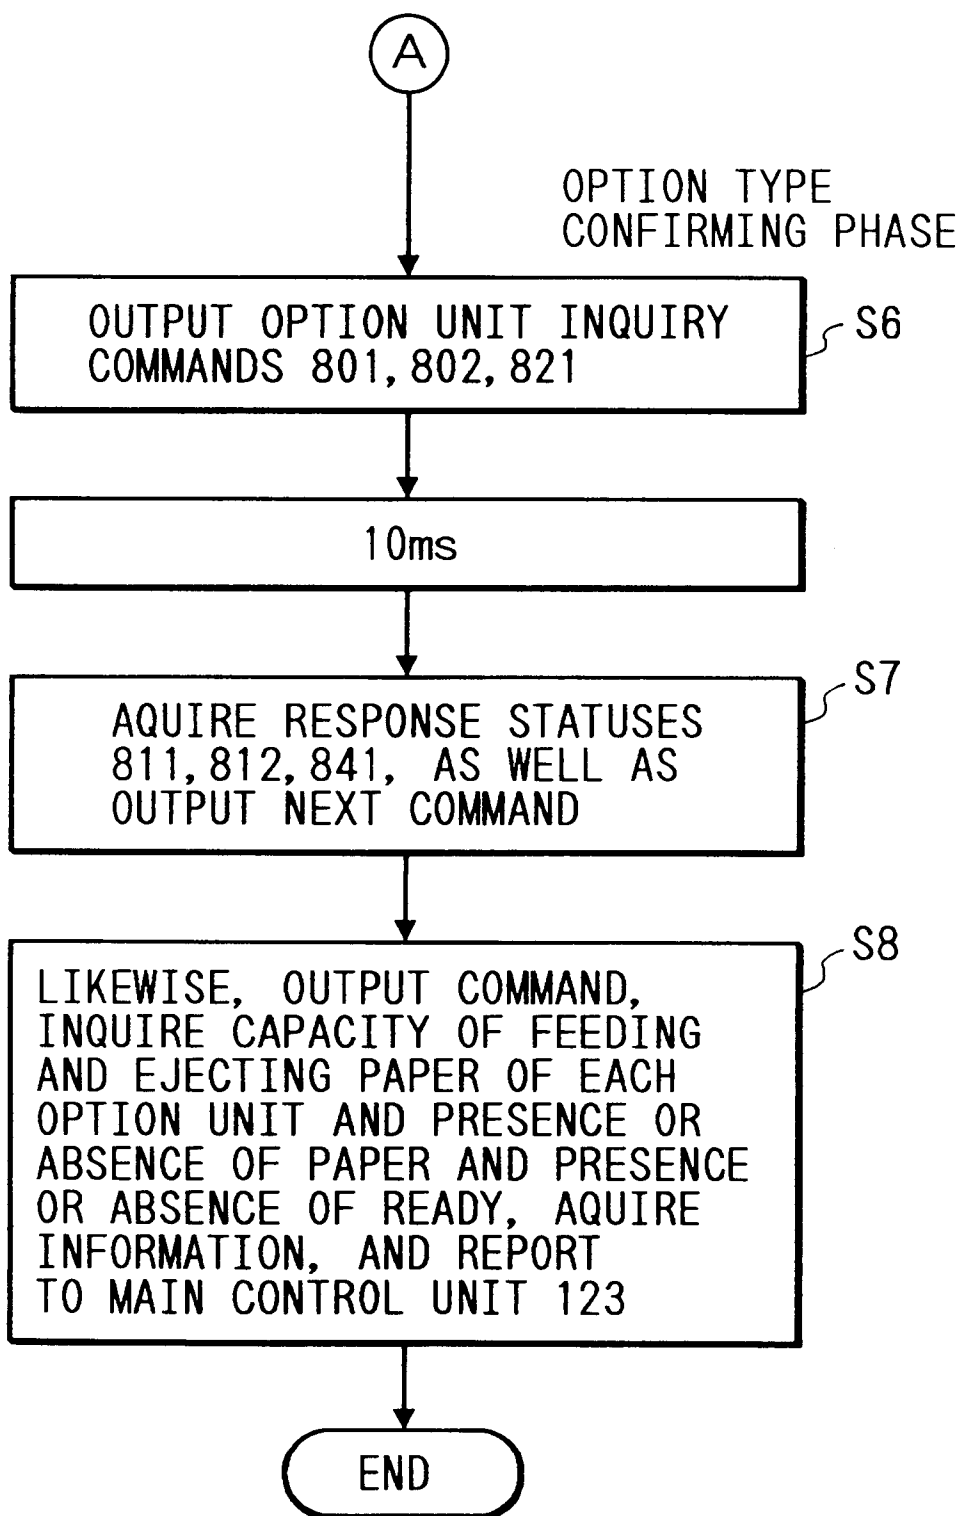 A
OPTION TYPE
CONFIRMING PHASE
OUTPUT OPTION UNIT INQUIRY
COMMANDS 801, 802, 821
S6
10ms
S7
AQUIRE RESPONSE STATUSES
811, 812, 841, AS WELL AS
OUTPUT NEXT COMMAND
S8
LIKEWISE, OUTPUT COMMAND,
INQUIRE CAPACITY OF FEEDING
AND EJECTING PAPER OF EACH
OPTION UNIT AND PRESENCE OR
ABSENCE OF PAPER AND PRESENCE
OR ABSENCE OF READY, AQUIRE
INFORMATION, AND REPORT
TO MAIN CONTROL UNIT 123
END